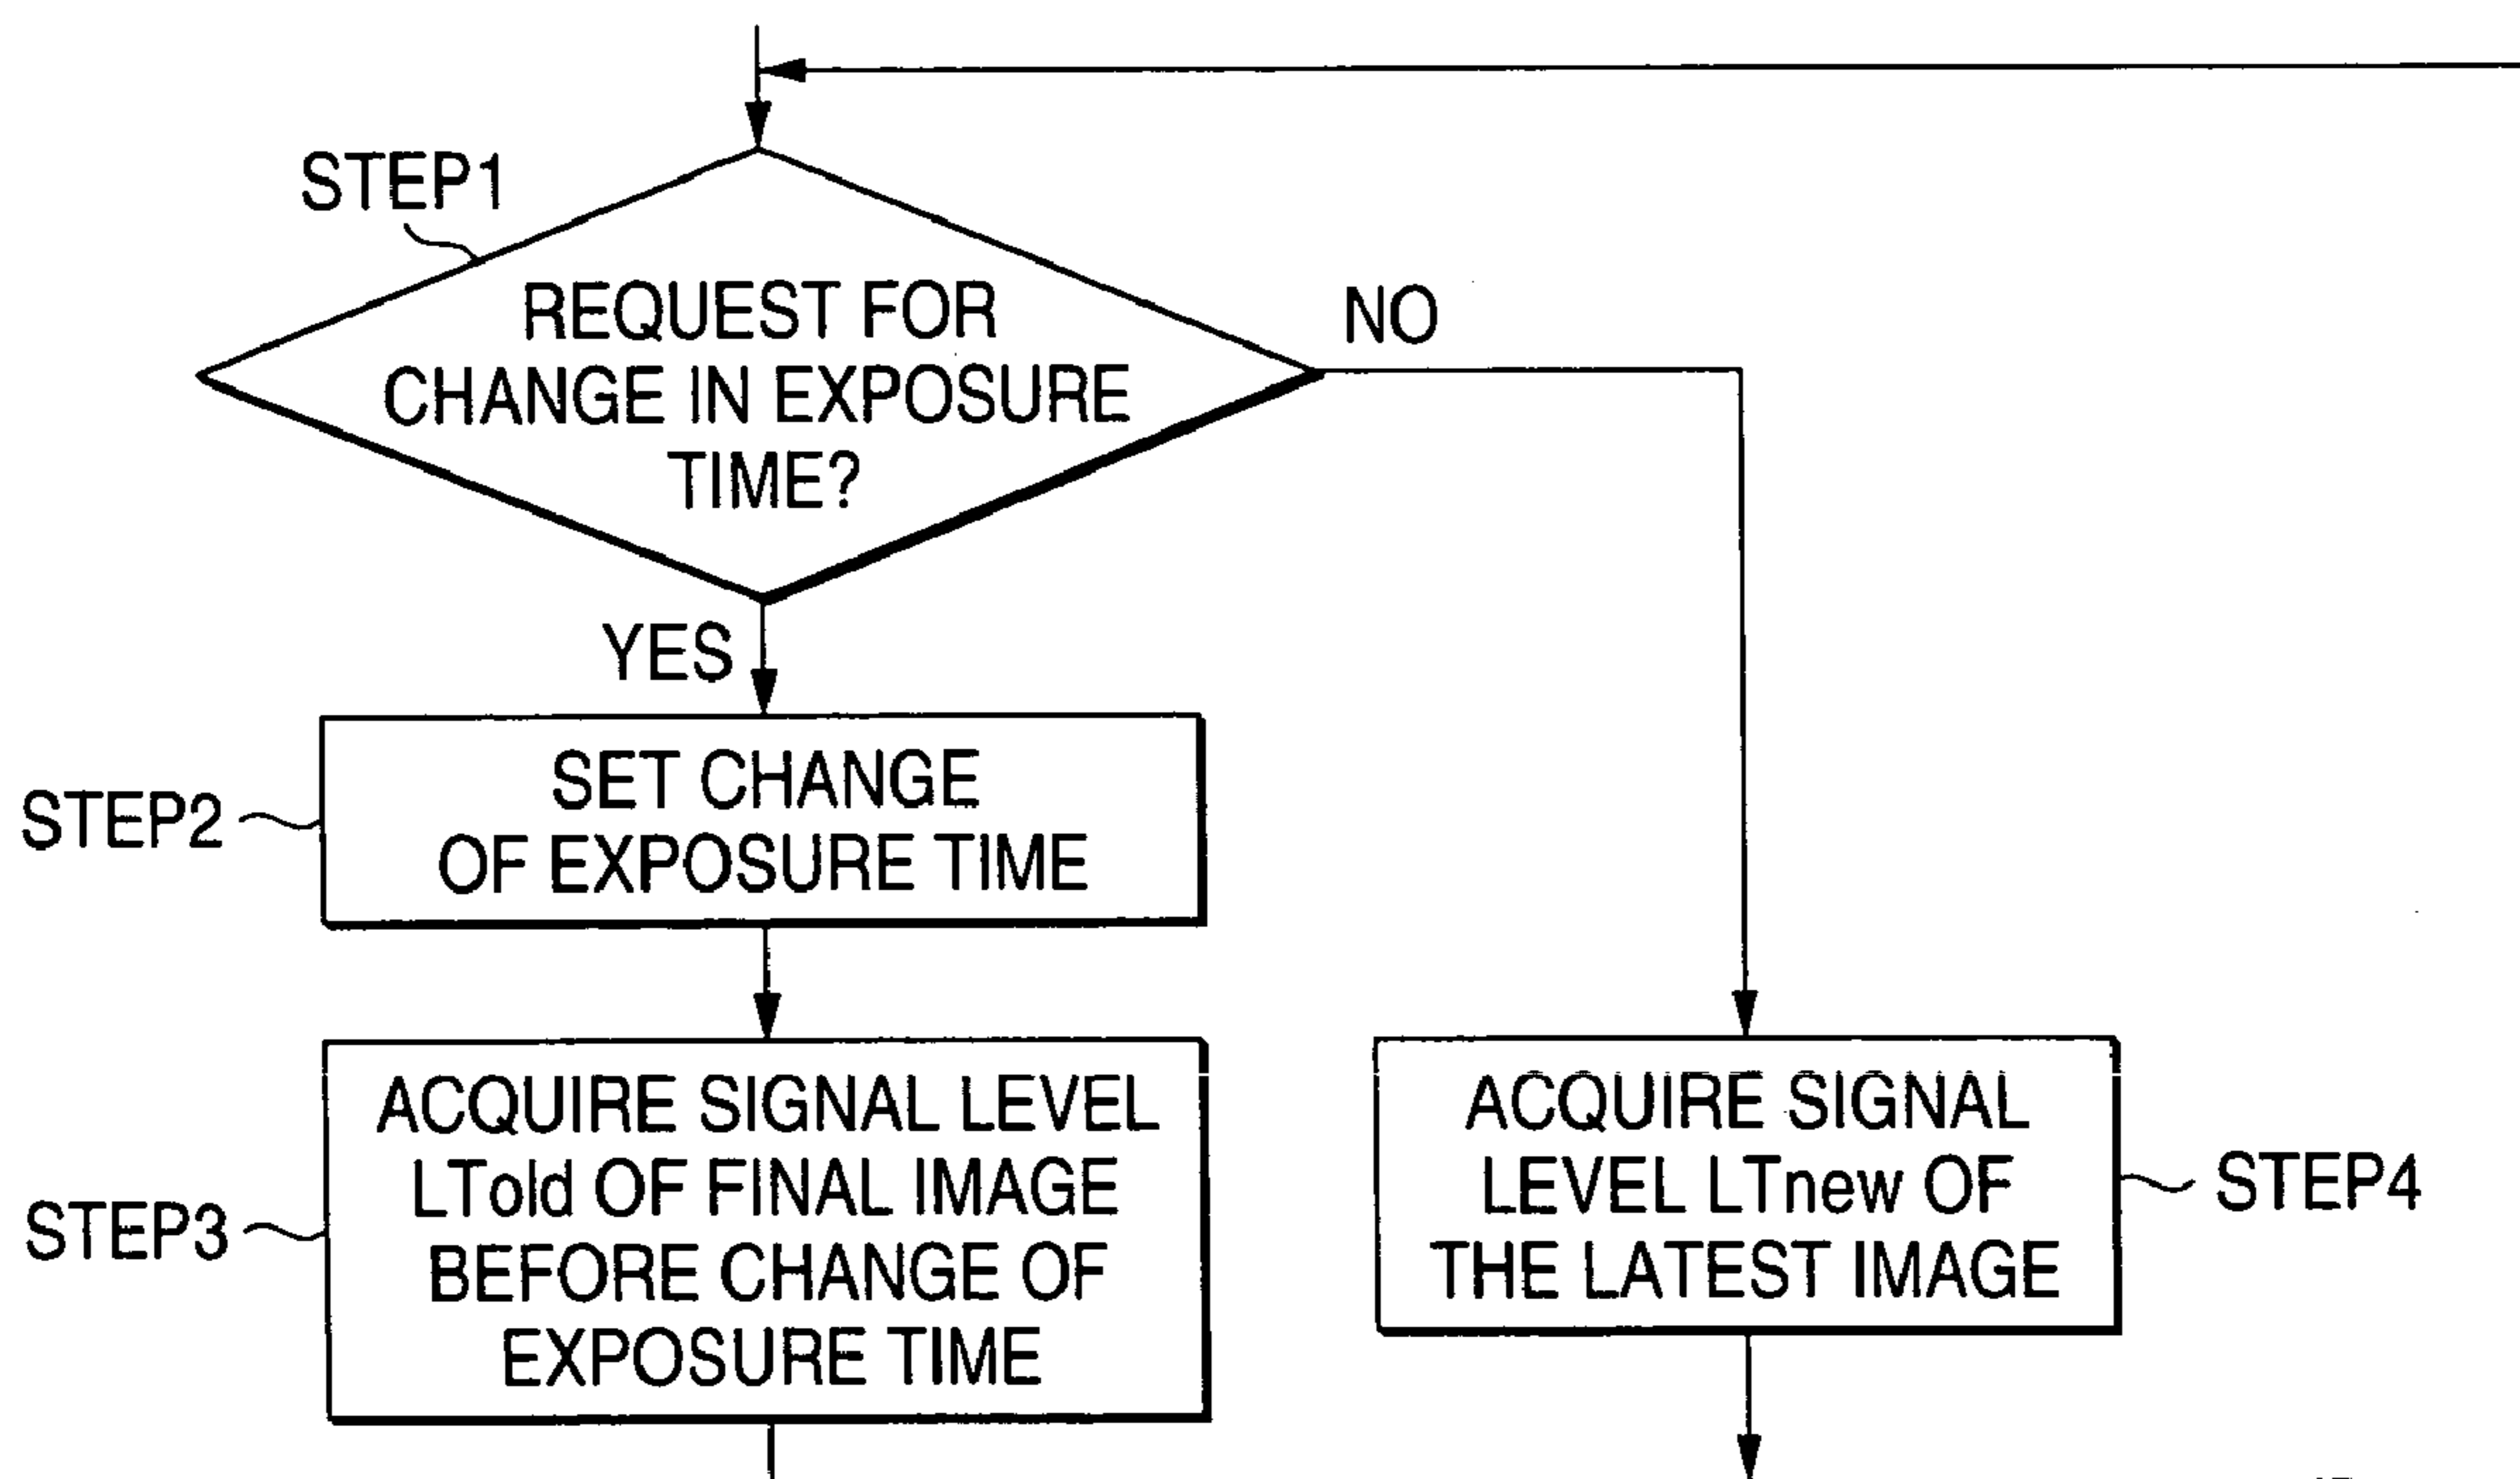 STEP1
REQUEST FOR
CHANGE IN EXPOSURE
TIME?
NO
YES
STEP2
SET CHANGE
OF EXPOSURE TIME
STEP3
ACQUIRE SIGNAL LEVEL
LTold OF FINAL IMAGE
BEFORE CHANGE OF
EXPOSURE TIME
ACQUIRE SIGNAL
LEVEL LTnew OF
THE LATEST IMAGE
STEP4